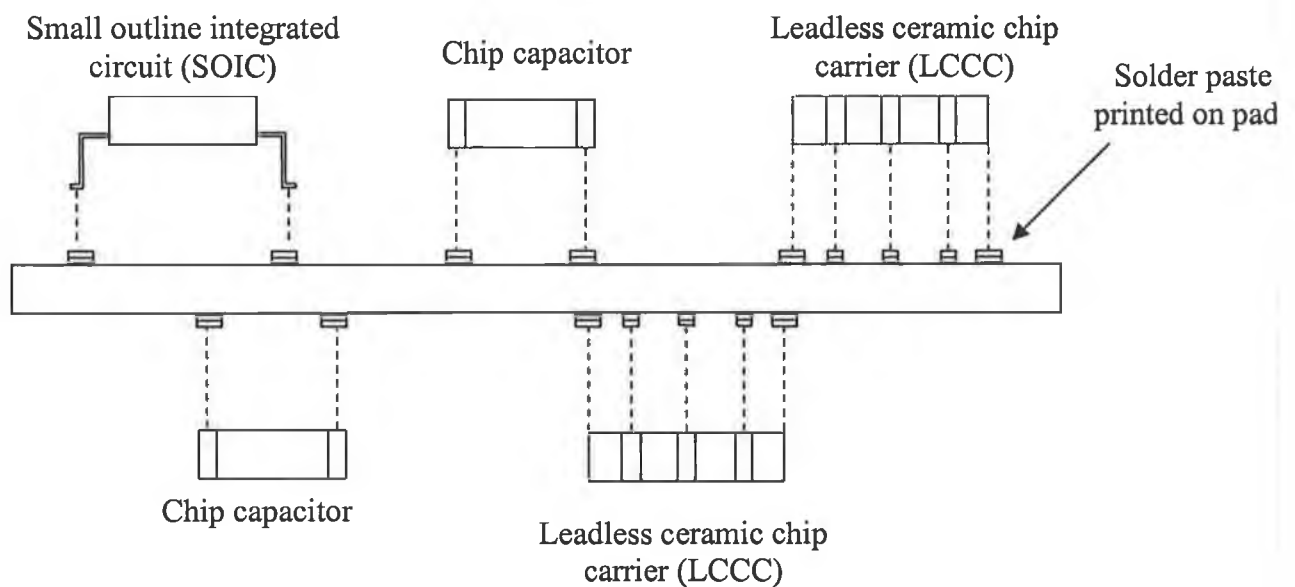 Small outline integrated
circuit (SOIC)
Chip capacitor
Leadless ceramic chip
carrier (LCCC)
Solder paste
printed on pad
Chip capacitor
Leadless ceramic chip
carrier (LCCC)